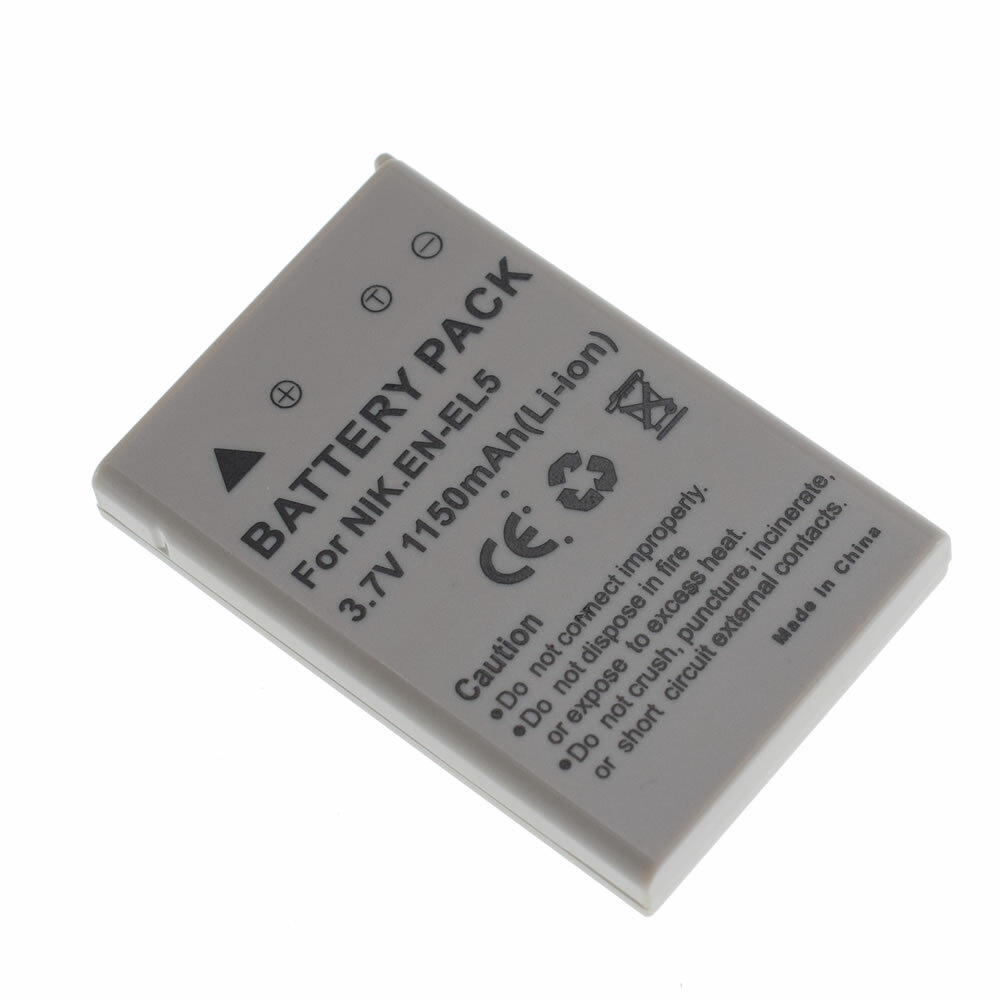 − T +
BATTERY PACK
For NIK.EN-EL5
3.7V 1150mAh(Li-ion)
CE
Caution
•Do not connect improperly.
•Do not dispose in fire
or expose to excess heat.
•Do not crush, puncture, incinerate,
or short circuit external contacts.
Made In China